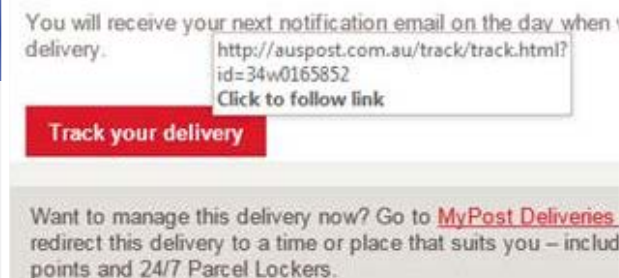 You will receive your next notification email on the day when
delivery.
http://auspost.com.au/track/track.html?
id=34w0165852
Click to follow link
Track your delivery
Want to manage this delivery now? Go to MyPost Deliveries
redirect this delivery to a time or place that suits you – includ
points and 24/7 Parcel Lockers.